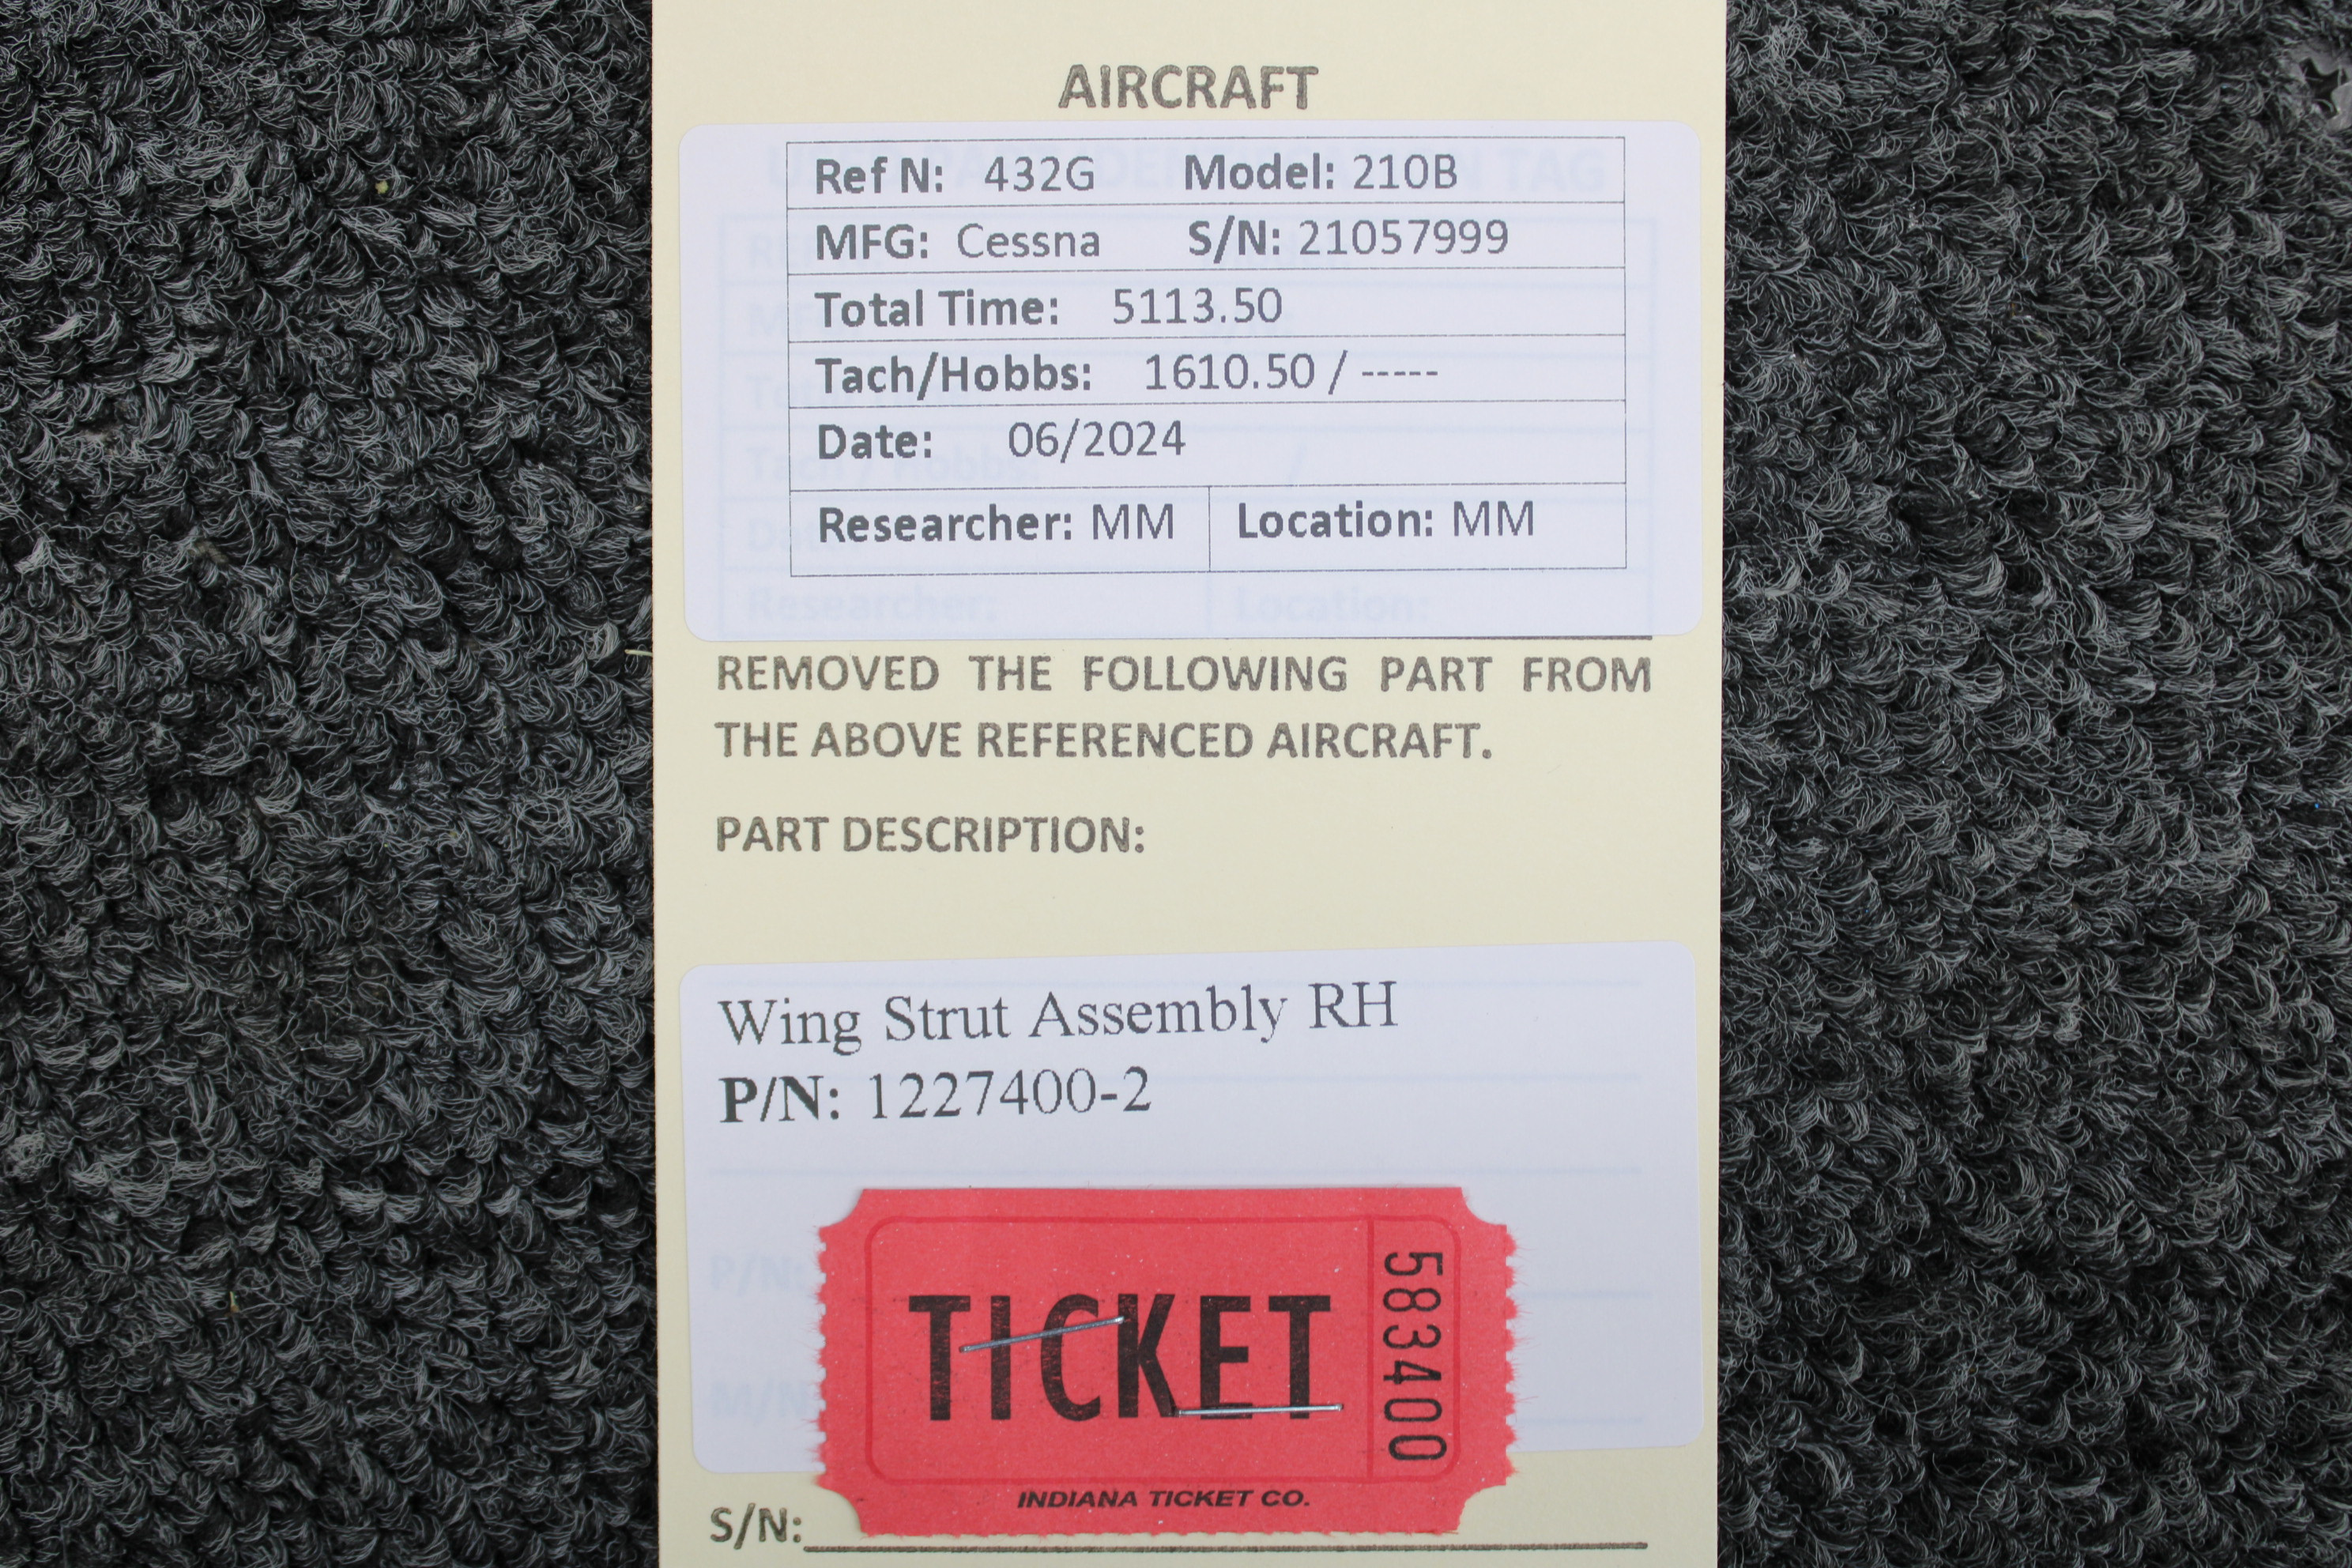 AIRCRAFT
Ref N: 432G Model: 210B
MFG: Cessna S/N: 21057999
Total Time: 5113.50
Tach/Hobbs: 1610.50 / -----
Date: 06/2024
Researcher: MM Location: MM
REMOVED THE FOLLOWING PART FROM
THE ABOVE REFERENCED AIRCRAFT.
PART DESCRIPTION:
Wing Strut Assembly RH
P/N: 1227400-2
P/N:
M/N:
TICKET
583400
INDIANA TICKET CO.
S/N: